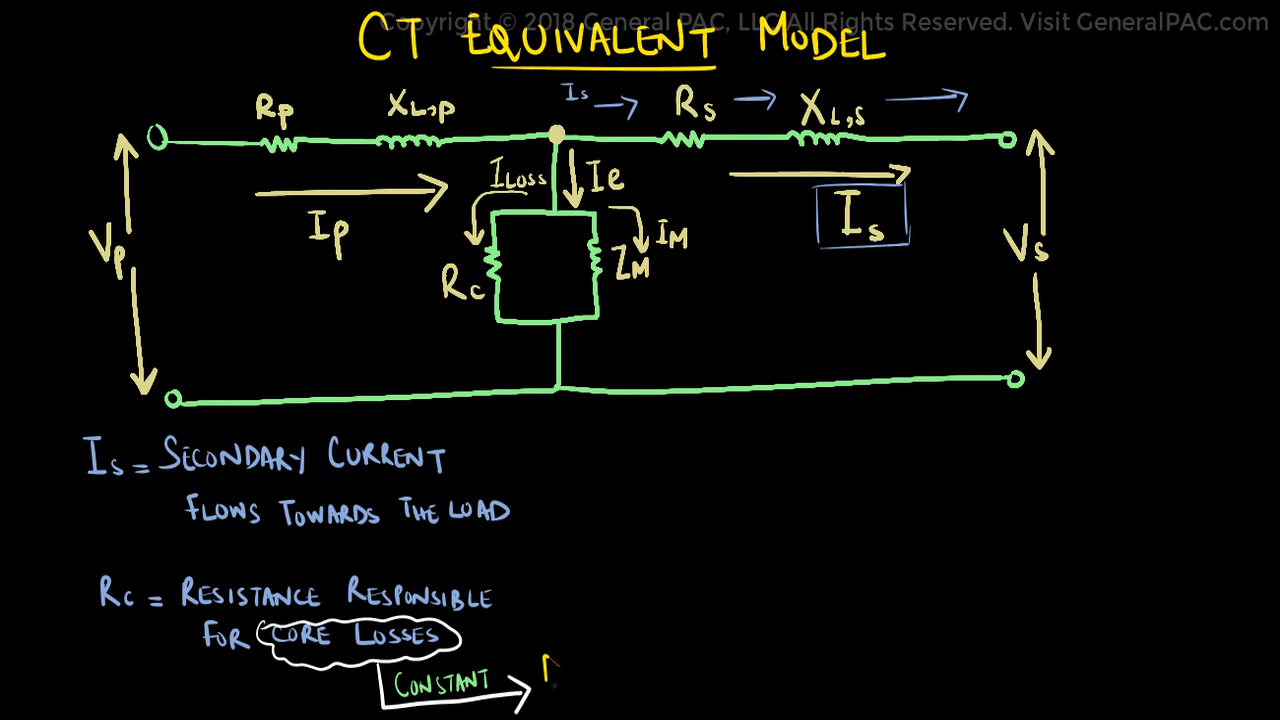 Copyright © 2018 General PAC, LLC All Rights Reserved. Visit GeneralPAC.com
CT EQUIVALENT MODEL
Rp XL,p Is Rs XL,s
ILOSS Ie
Ip Is
Vp IM Vs
Rc ZM
Is = SECONDARY CURRENT
FLOWS TOWARDS THE LOAD
Rc = RESISTANCE RESPONSIBLE
FOR CORE LOSSES
CONSTANT